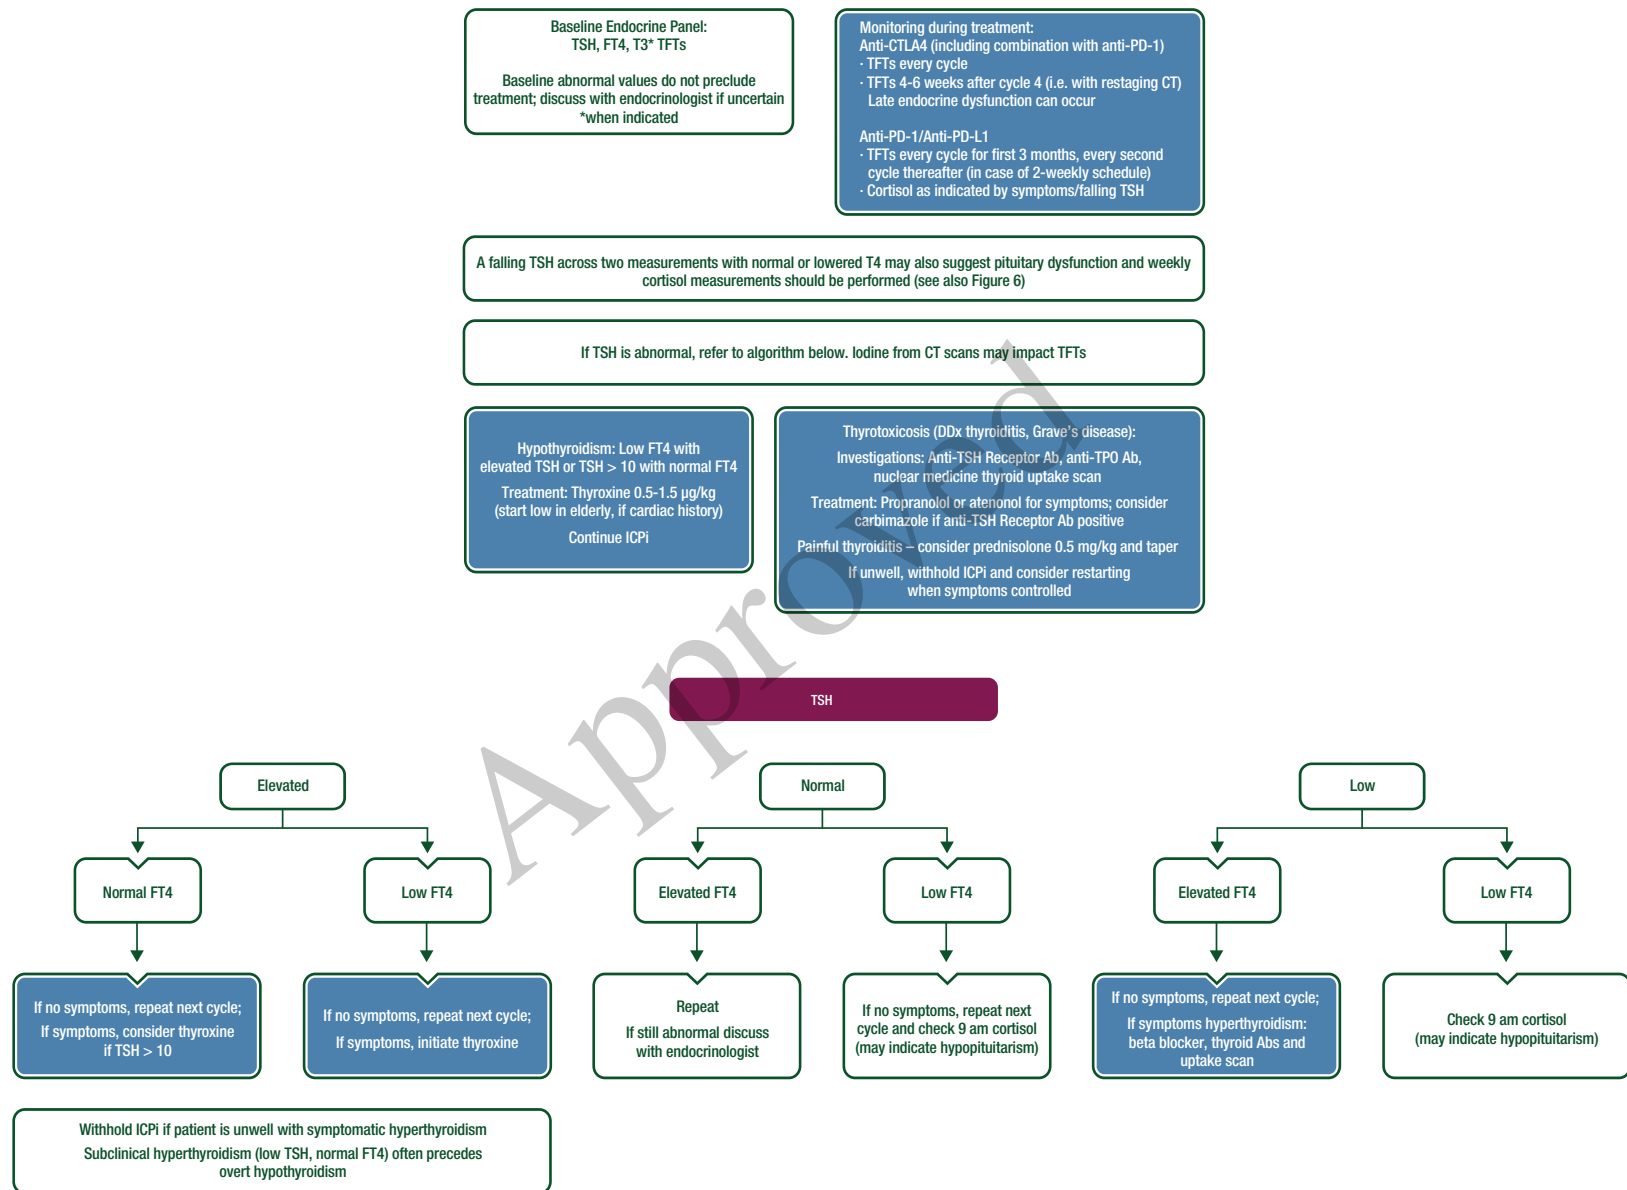 Baseline Endocrine Panel:
TSH, FT4, T3* TFTs
Baseline abnormal values do not preclude
treatment; discuss with endocrinologist if uncertain
*when indicated
Monitoring during treatment:
Anti-CTLA4 (including combination with anti-PD-1)
· TFTs every cycle
· TFTs 4-6 weeks after cycle 4 (i.e. with restaging CT)
Late endocrine dysfunction can occur
Anti-PD-1/Anti-PD-L1
· TFTs every cycle for first 3 months, every second
cycle thereafter (in case of 2-weekly schedule)
· Cortisol as indicated by symptoms/falling TSH
A falling TSH across two measurements with normal or lowered T4 may also suggest pituitary dysfunction and weekly
cortisol measurements should be performed (see also Figure 6)
If TSH is abnormal, refer to algorithm below. Iodine from CT scans may impact TFTs
Hypothyroidism: Low FT4 with
elevated TSH or TSH > 10 with normal FT4
Treatment: Thyroxine 0.5-1.5 µg/kg
(start low in elderly, if cardiac history)
Continue ICPi
Thyrotoxicosis (DDx thyroiditis, Grave's disease):
Investigations: Anti-TSH Receptor Ab, anti-TPO Ab,
nuclear medicine thyroid uptake scan
Treatment: Propranolol or atenonol for symptoms; consider
carbimazole if anti-TSH Receptor Ab positive
Painful thyroiditis – consider prednisolone 0.5 mg/kg and taper
If unwell, withhold ICPi and consider restarting
when symptoms controlled
Approved
TSH
Elevated
Normal
Low
Normal FT4
Low FT4
Elevated FT4
Low FT4
Elevated FT4
Low FT4
If no symptoms, repeat next cycle;
If symptoms, consider thyroxine
if TSH > 10
If no symptoms, repeat next cycle;
If symptoms, initiate thyroxine
Repeat
If still abnormal discuss
with endocrinologist
If no symptoms, repeat next
cycle and check 9 am cortisol
(may indicate hypopituitarism)
If no symptoms, repeat next cycle;
If symptoms hyperthyroidism:
beta blocker, thyroid Abs and
uptake scan
Check 9 am cortisol
(may indicate hypopituitarism)
Withhold ICPi if patient is unwell with symptomatic hyperthyroidism
Subclinical hyperthyroidism (low TSH, normal FT4) often precedes
overt hypothyroidism